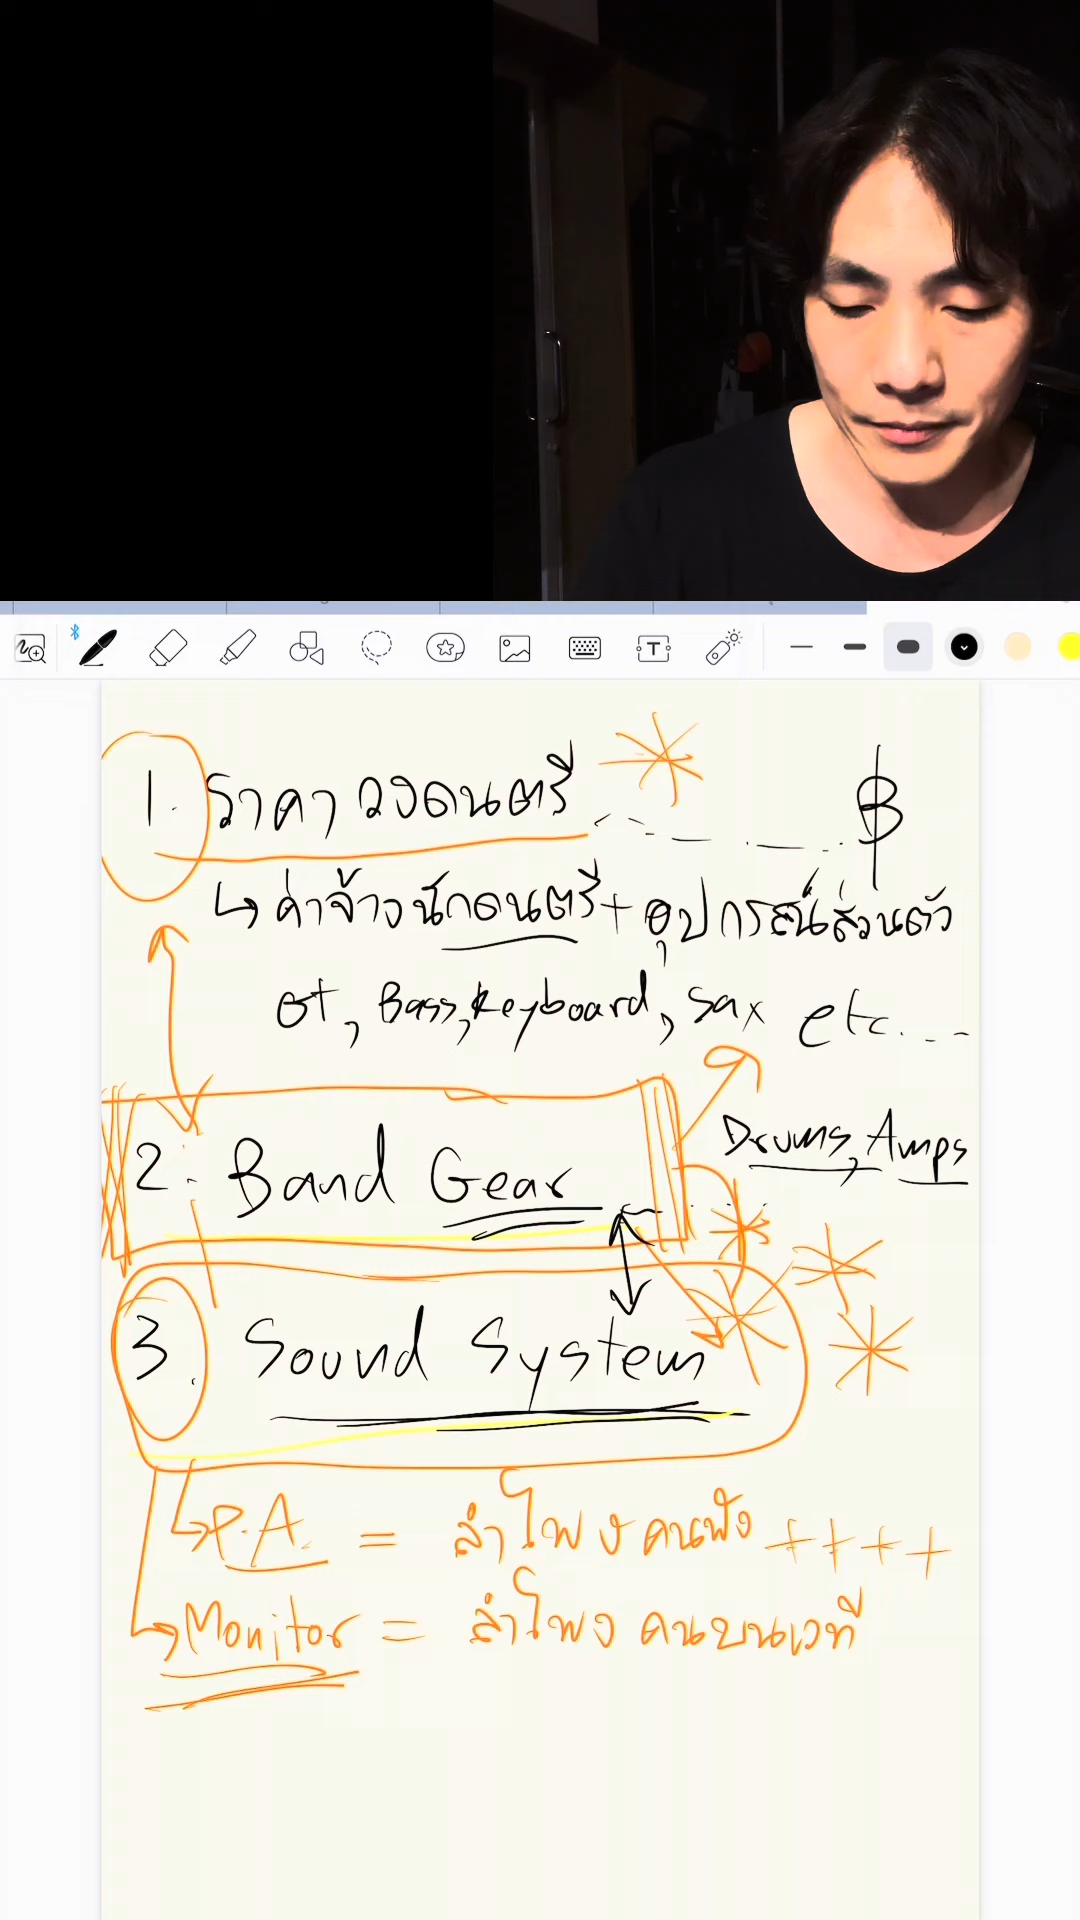 1. ราคาวงดนตรี ฿
↳ ค่าจ้างนักดนตรี + อุปกรณ์ส่วนตัว
Gt, Bass, Keyboard, Sax etc...
2. Band Gear
Drums, Amps
3. Sound System
↳ P.A. = ลำโพงคนฟัง ++++
↳ Monitor = ลำโพงคนบนเวที